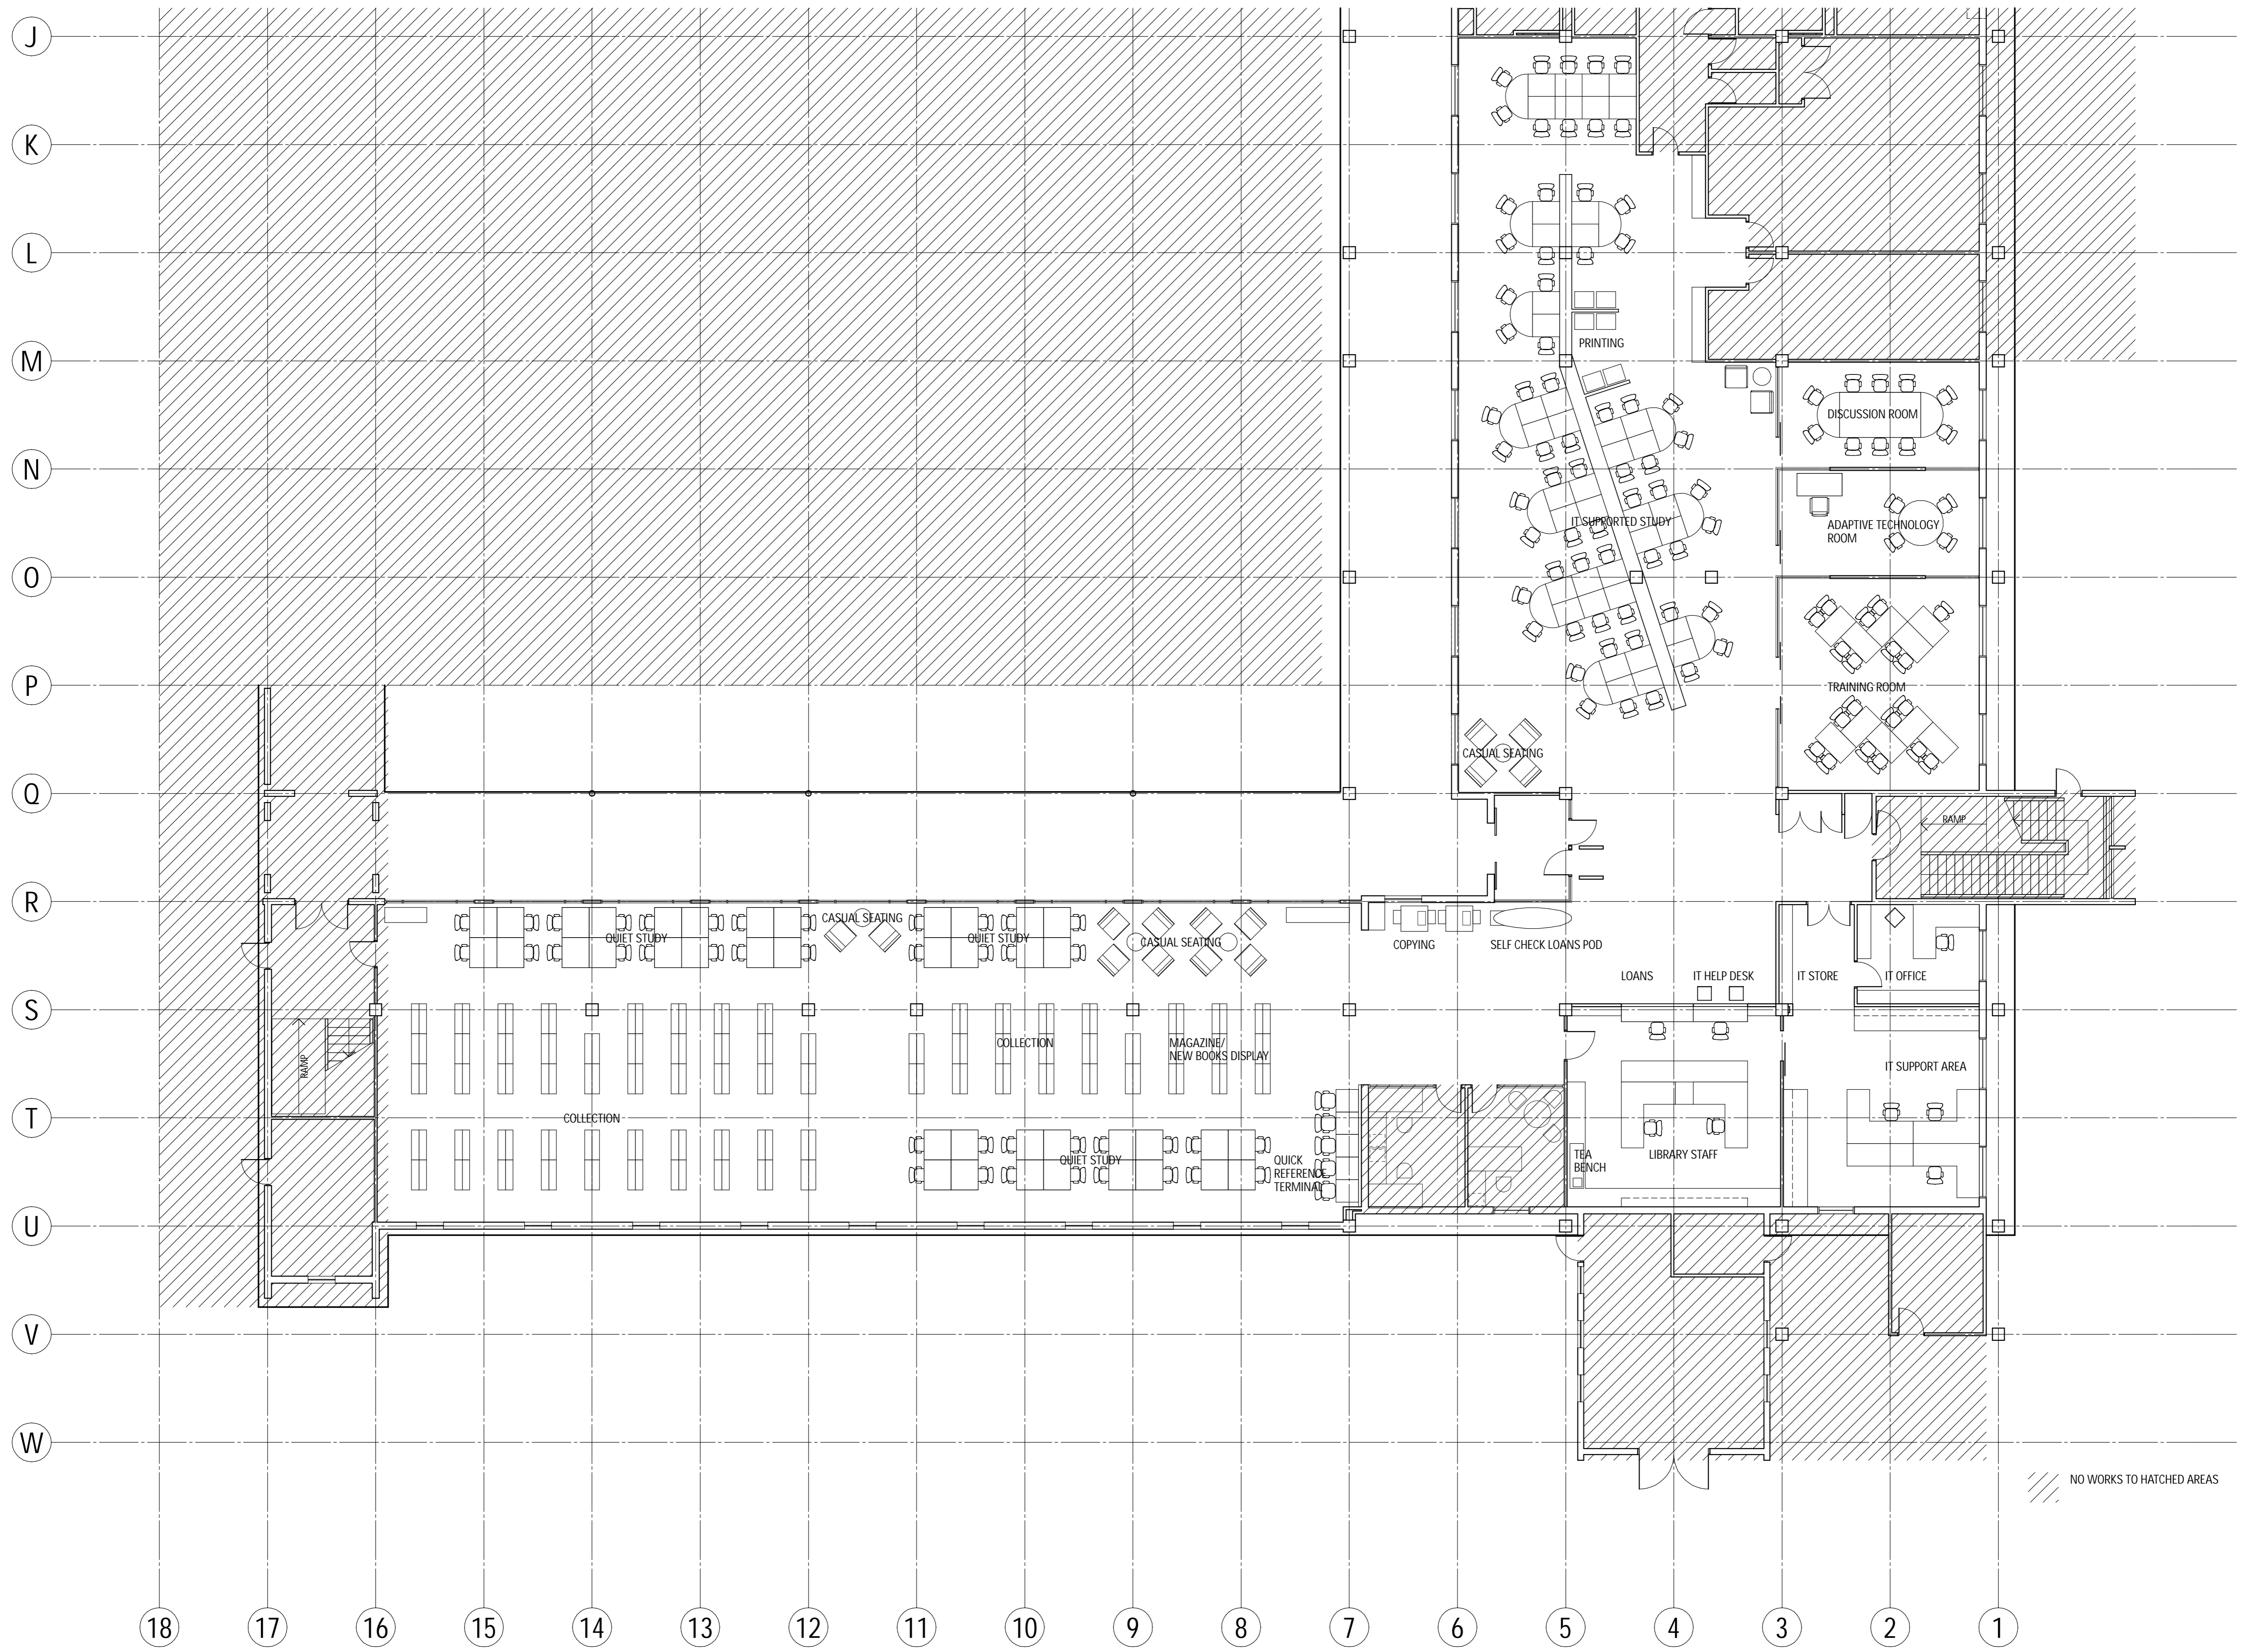 J
K
PRINTING
L
M
DISCUSSION ROOM
N
IT SUPPORTED STUDY
ADAPTIVE TECHNOLOGY
ROOM
O
P
TRAINING ROOM
CASUAL SEATING
Q
RAMP
R
CASUAL SEATING
QUIET STUDY
QUIET STUDY
CASUAL SEATING
COPYING
SELF CHECK LOANS POD
LOANS
IT HELP DESK
IT STORE
IT OFFICE
S
COLLECTION
MAGAZINE/
NEW BOOKS DISPLAY
RAMP
IT SUPPORT AREA
T
COLLECTION
QUIET STUDY
QUICK
REFERENCE
TERMINAL
TEA
BENCH
LIBRARY STAFF
U
V
W
NO WORKS TO HATCHED AREAS
18 17 16 15 14 13 12 11 10 9 8 7 6 5 4 3 2 1